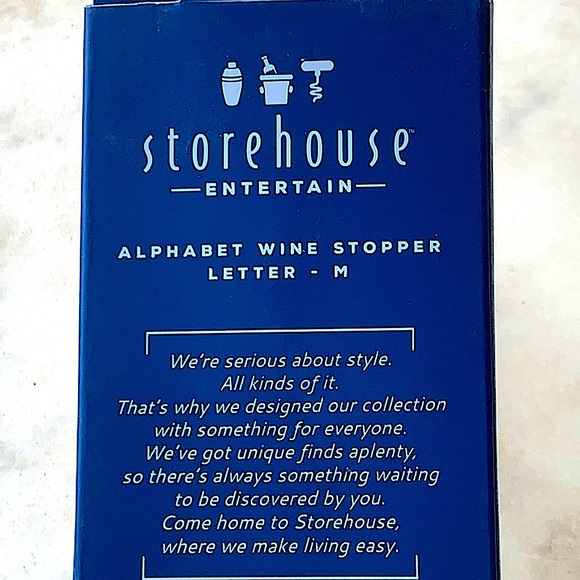 storehouse™
ENTERTAIN
ALPHABET WINE STOPPER
LETTER - M
We're serious about style.
All kinds of it.
That's why we designed our collection
with something for everyone.
We've got unique finds aplenty,
so there's always something waiting
to be discovered by you.
Come home to Storehouse,
where we make living easy.